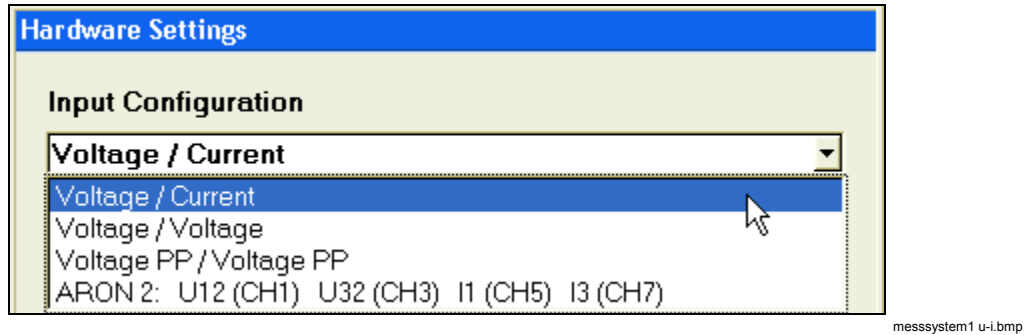 Hardware Settings
Input Configuration
Voltage / Current
Voltage / Current
Voltage / Voltage
Voltage PP / Voltage PP
ARON 2: U12 (CH1) U32 (CH3) I1 (CH5) I3 (CH7)
messsystem1 u-i.bmp